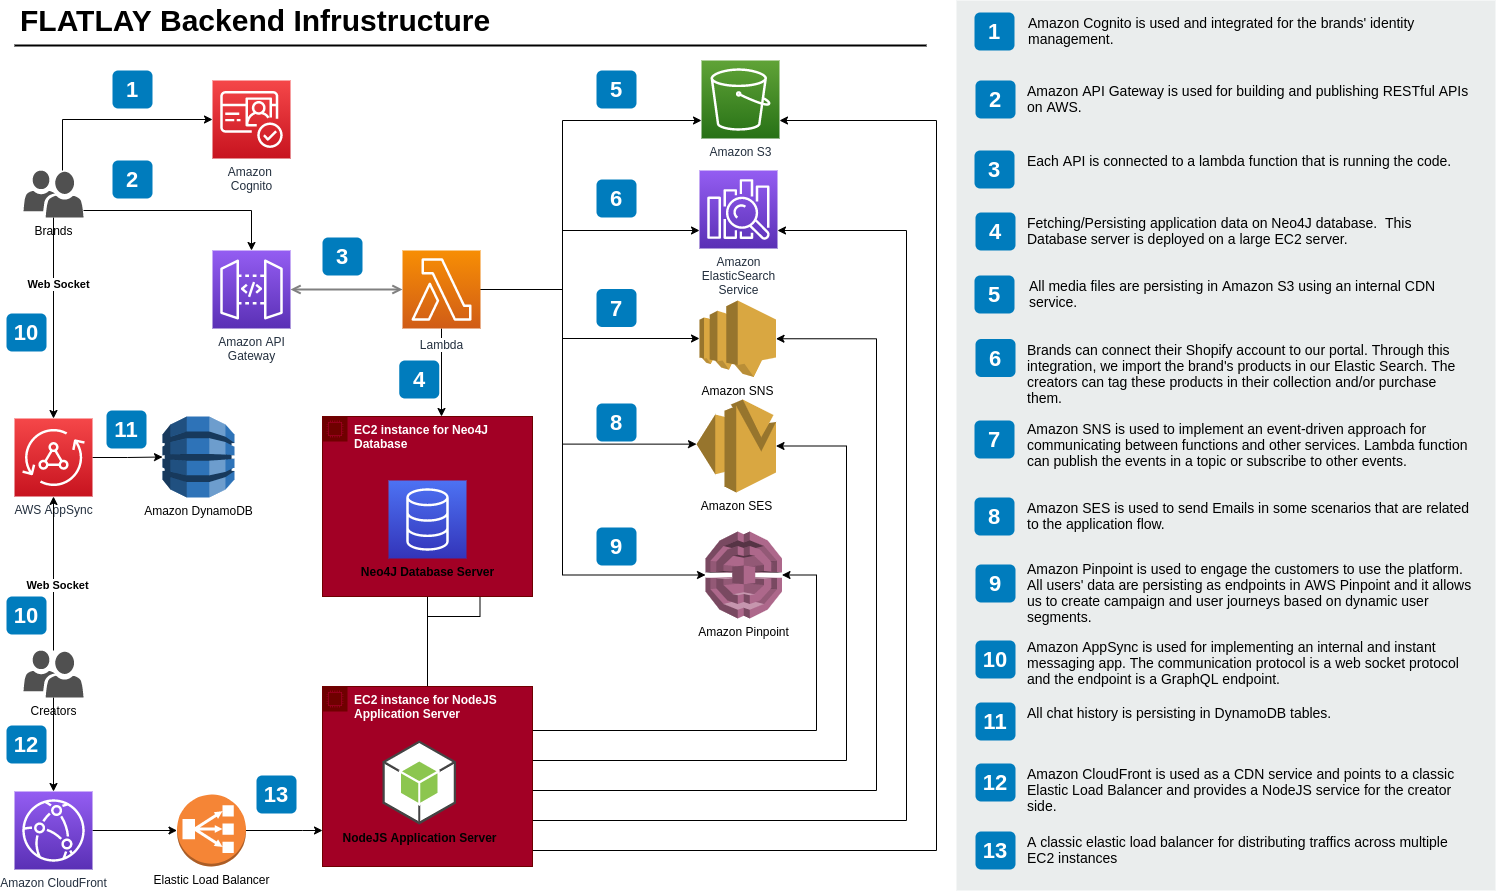 FLATLAY Backend Infrustructure
1
Amazon
Cognito
2
Brands
Web Socket
10
3
Amazon API
Gateway
Lambda
4
5
Amazon S3
6
Amazon
ElasticSearch
Service
7
Amazon SNS
8
Amazon SES
9
Amazon Pinpoint
AWS AppSync
11
Amazon DynamoDB
EC2 instance for Neo4J
Database
Neo4J Database Server
Web Socket
10
Creators
12
Amazon CloudFront
Elastic Load Balancer
13
EC2 instance for NodeJS
Application Server
NodeJS Application Server
1
Amazon Cognito is used and integrated for the brands' identity
management.
2
Amazon API Gateway is used for building and publishing RESTful APIs
on AWS.
3
Each API is connected to a lambda function that is running the code.
4
Fetching/Persisting application data on Neo4J database.  This
Database server is deployed on a large EC2 server.
5
All media files are persisting in Amazon S3 using an internal CDN
service.
6
Brands can connect their Shopify account to our portal. Through this
integration, we import the brand's products in our Elastic Search. The
creators can tag these products in their collection and/or purchase
them.
7
Amazon SNS is used to implement an event-driven approach for
communicating between functions and other services. Lambda function
can publish the events in a topic or subscribe to other events.
8
Amazon SES is used to send Emails in some scenarios that are related
to the application flow.
9
Amazon Pinpoint is used to engage the customers to use the platform.
All users' data are persisting as endpoints in AWS Pinpoint and it allows
us to create campaign and user journeys based on dynamic user
segments.
10
Amazon AppSync is used for implementing an internal and instant
messaging app. The communication protocol is a web socket protocol
and the endpoint is a GraphQL endpoint.
11
All chat history is persisting in DynamoDB tables.
12
Amazon CloudFront is used as a CDN service and points to a classic
Elastic Load Balancer and provides a NodeJS service for the creator
side.
13
A classic elastic load balancer for distributing traffics across multiple
EC2 instances